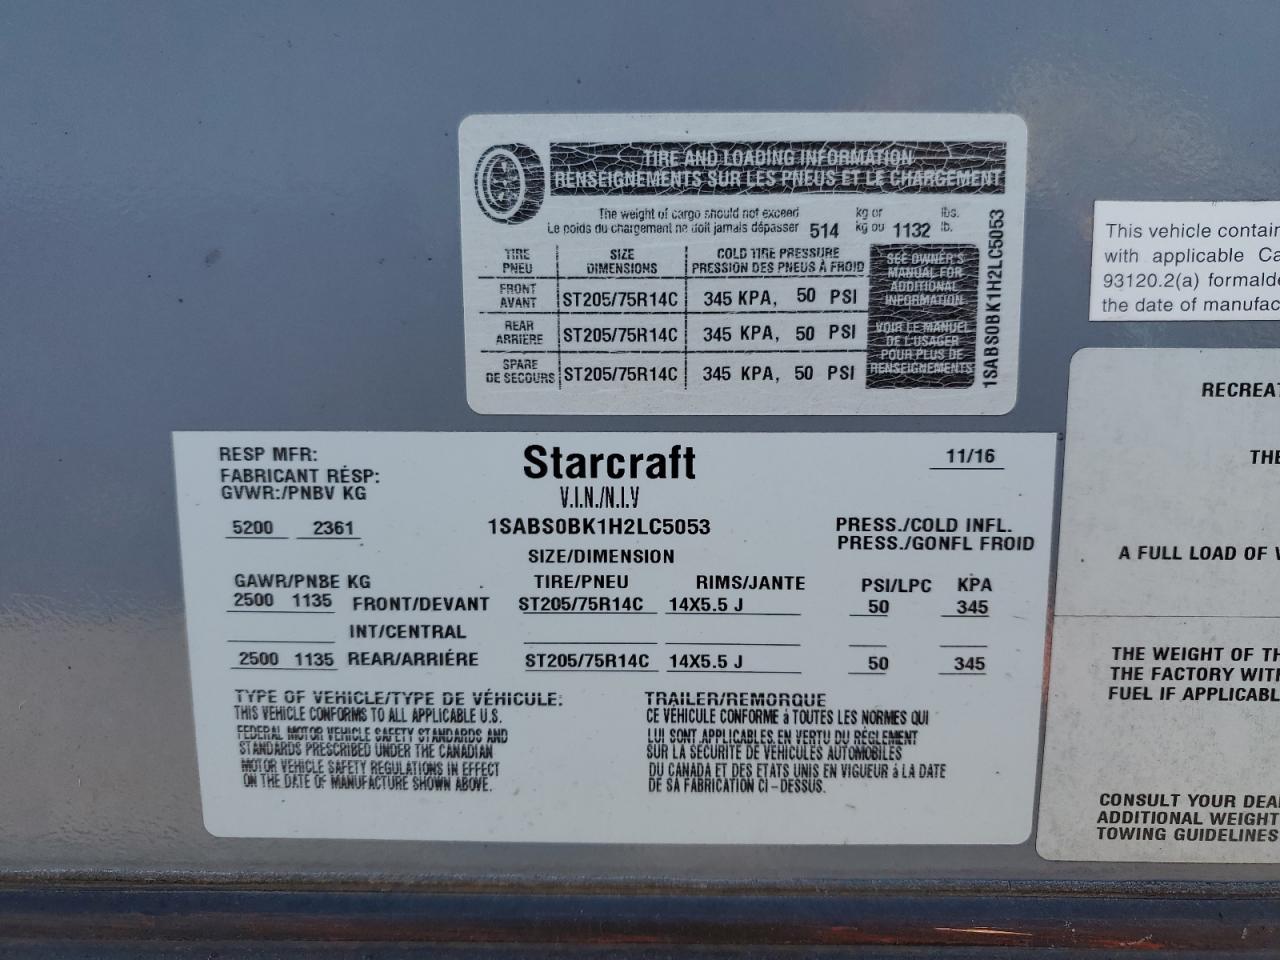 TIRE AND LOADING INFORMATION
RENSEIGNEMENTS SUR LES PNEUS ET LE CHARGEMENT
The weight of cargo should not exceed kg or lbs.
Le poids du chargement ne doit jamais dépasser 514 kg ou 1132 lb.
TIRE SIZE COLD TIRE PRESSURE
PNEU DIMENSIONS PRESSION DES PNEUS À FROID
FRONT
AVANT ST205/75R14C 345 KPA, 50 PSI
REAR
ARRIÈRE ST205/75R14C 345 KPA, 50 PSI
SPARE
DE SECOURS ST205/75R14C 345 KPA, 50 PSI
SEE OWNER'S
MANUAL FOR
ADDITIONAL
INFORMATION
VOIR LE MANUEL
DE L'USAGER
POUR PLUS DE
RENSEIGNEMENTS
1SABS0BK1H2LC5053
RESP MFR: Starcraft 11/16
FABRICANT RÉSP:
GVWR:/PNBV KG V.I.N./N.I.V
5200 2361 1SABS0BK1H2LC5053 PRESS./COLD INFL.
SIZE/DIMENSION PRESS./GONFL FROID
GAWR/PNBE KG TIRE/PNEU RIMS/JANTE PSI/LPC KPA
2500 1135 FRONT/DEVANT ST205/75R14C 14X5.5 J 50 345
INT/CENTRAL
2500 1135 REAR/ARRIÉRE ST205/75R14C 14X5.5 J 50 345
TYPE OF VEHICLE/TYPE DE VÉHICULE: TRAILER/REMORQUE
THIS VEHICLE CONFORMS TO ALL APPLICABLE U.S.
FEDERAL MOTOR VEHICLE SAFETY STANDARDS AND
STANDARDS PRESCRIBED UNDER THE CANADIAN
MOTOR VEHICLE SAFETY REGULATIONS IN EFFECT
ON THE DATE OF MANUFACTURE SHOWN ABOVE.
CE VÉHICULE CONFORME à TOUTES LES NORMES QUI
LUI SONT APPLICABLES EN VERTU DU RÈGLEMENT
SUR LA SÉCURITÉ DE VÉHICULES AUTOMOBILES
DU CANADA ET DES ETATS UNIS EN VIGUEUR à LA DATE
DE SA FABRICATION CI-DESSUS.
This vehicle contain
with applicable Ca
93120.2(a) formalde
the date of manufac
RECREAT
THE
A FULL LOAD OF
THE WEIGHT OF TH
THE FACTORY WITH
FUEL IF APPLICABL
CONSULT YOUR DEA
ADDITIONAL WEIGHT
TOWING GUIDELINES